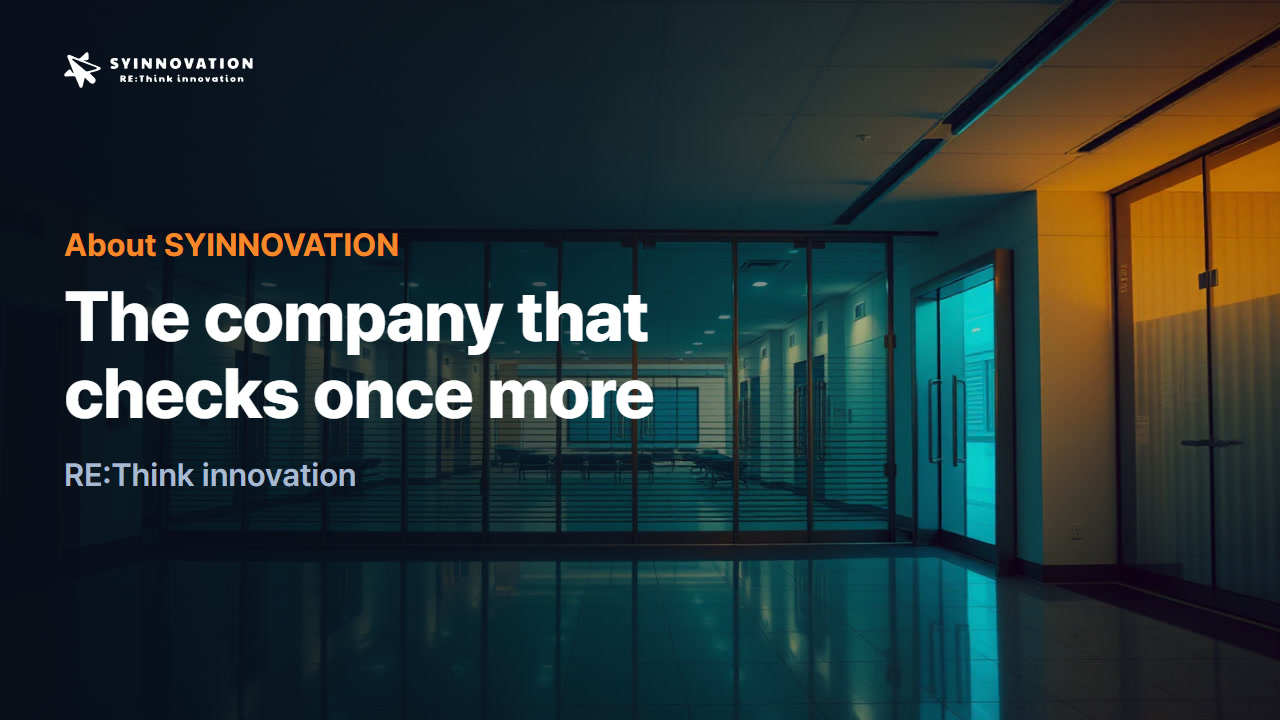 SYINNOVATION
RE:Think innovation
About SYINNOVATION
The company that
checks once more
RE:Think innovation